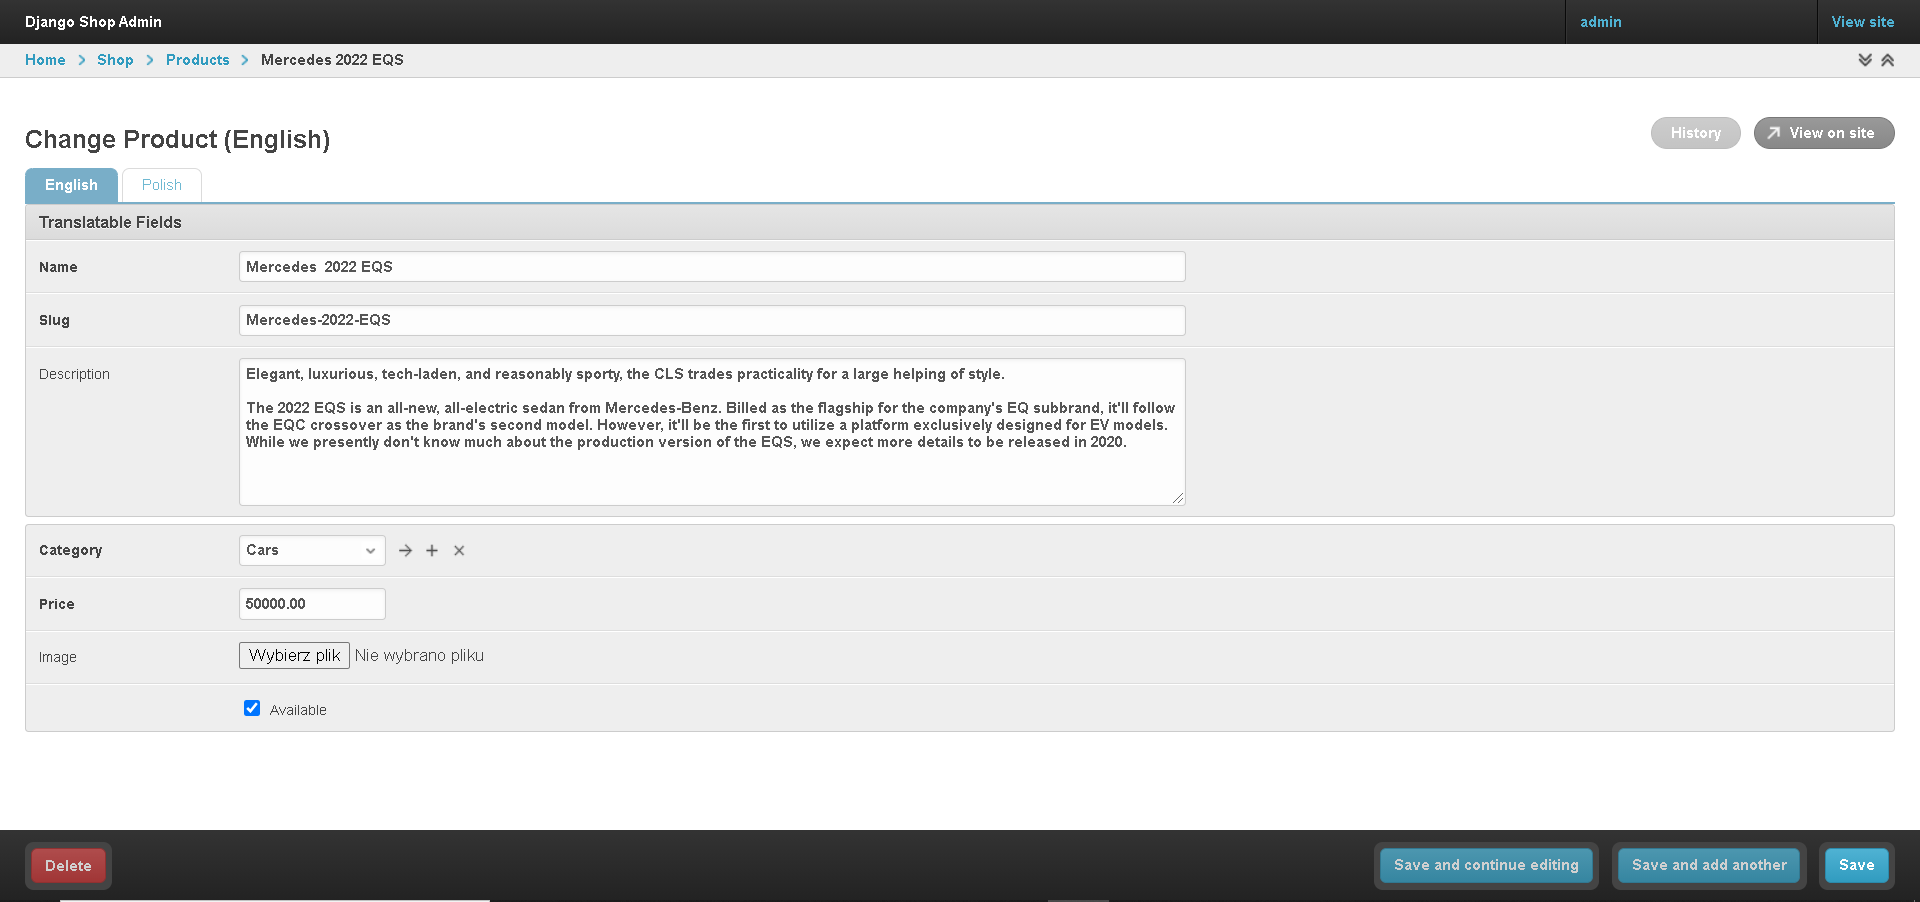 Django Shop Admin
admin
View site
Home
Shop
Products
Mercedes 2022 EQS
Change Product (English)
History
View on site
English
Polish
Translatable Fields
Name
Mercedes  2022 EQS
Slug
Mercedes-2022-EQS
Description
Elegant, luxurious, tech-laden, and reasonably sporty, the CLS trades practicality for a large helping of style.
The 2022 EQS is an all-new, all-electric sedan from Mercedes-Benz. Billed as the flagship for the company's EQ subbrand, it'll follow
the EQC crossover as the brand's second model. However, it'll be the first to utilize a platform exclusively designed for EV models.
While we presently don't know much about the production version of the EQS, we expect more details to be released in 2020.
Category
Cars
Price
50000.00
Image
Wybierz plik
Nie wybrano pliku
Available
Delete
Save and continue editing
Save and add another
Save